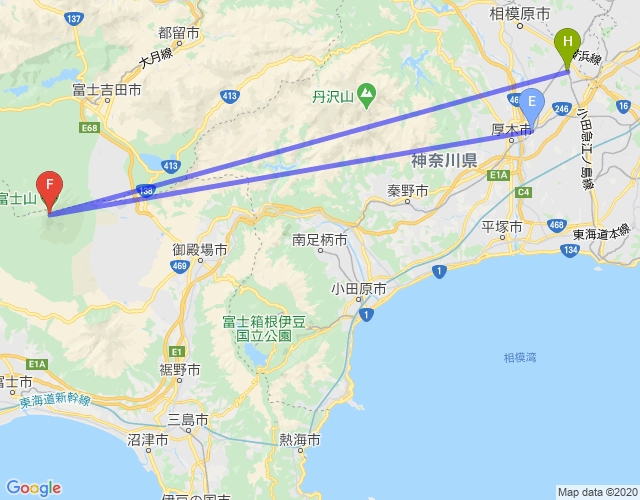 137
相模原市
都留市
大月線
H
浜線
富士吉田市
413
413
丹沢山
E
246
E68
厚木市
小田急江ノ島線
神奈川県
E1A
F
富士山
138
秦野市
C4
468
平塚市
東海道本線
134
南足柄市
御殿場市
469
1
小田原市
1
富士箱根伊豆
国立公園
E1
相模湾
E1A
裾野市
富士市
東海道新幹線
三島市
沼津市
熱海市
伊豆の国市
Google
Map data ©2020